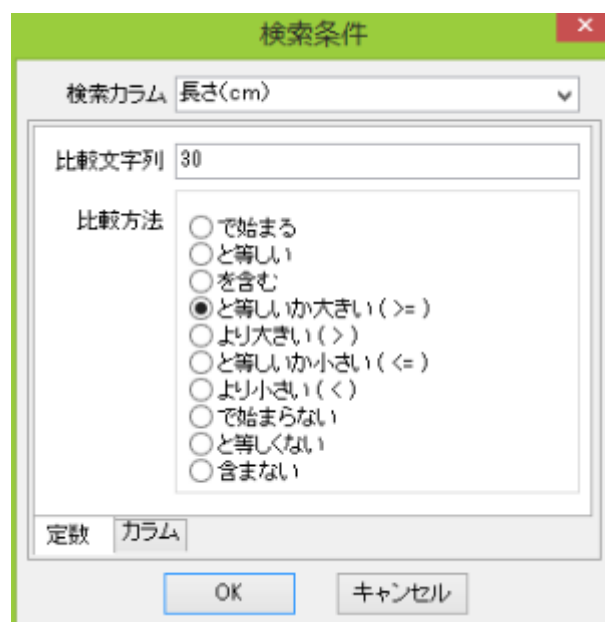 検索条件
検索カラム 長さ(cm)
比較文字列 30
比較方法
で始まる
と等しい
を含む
と等しいか大きい(>=)
より大きい(>)
と等しいか小さい(<=)
より小さい(<)
で始まらない
と等しくない
含まない
定数 カラム
OK キャンセル